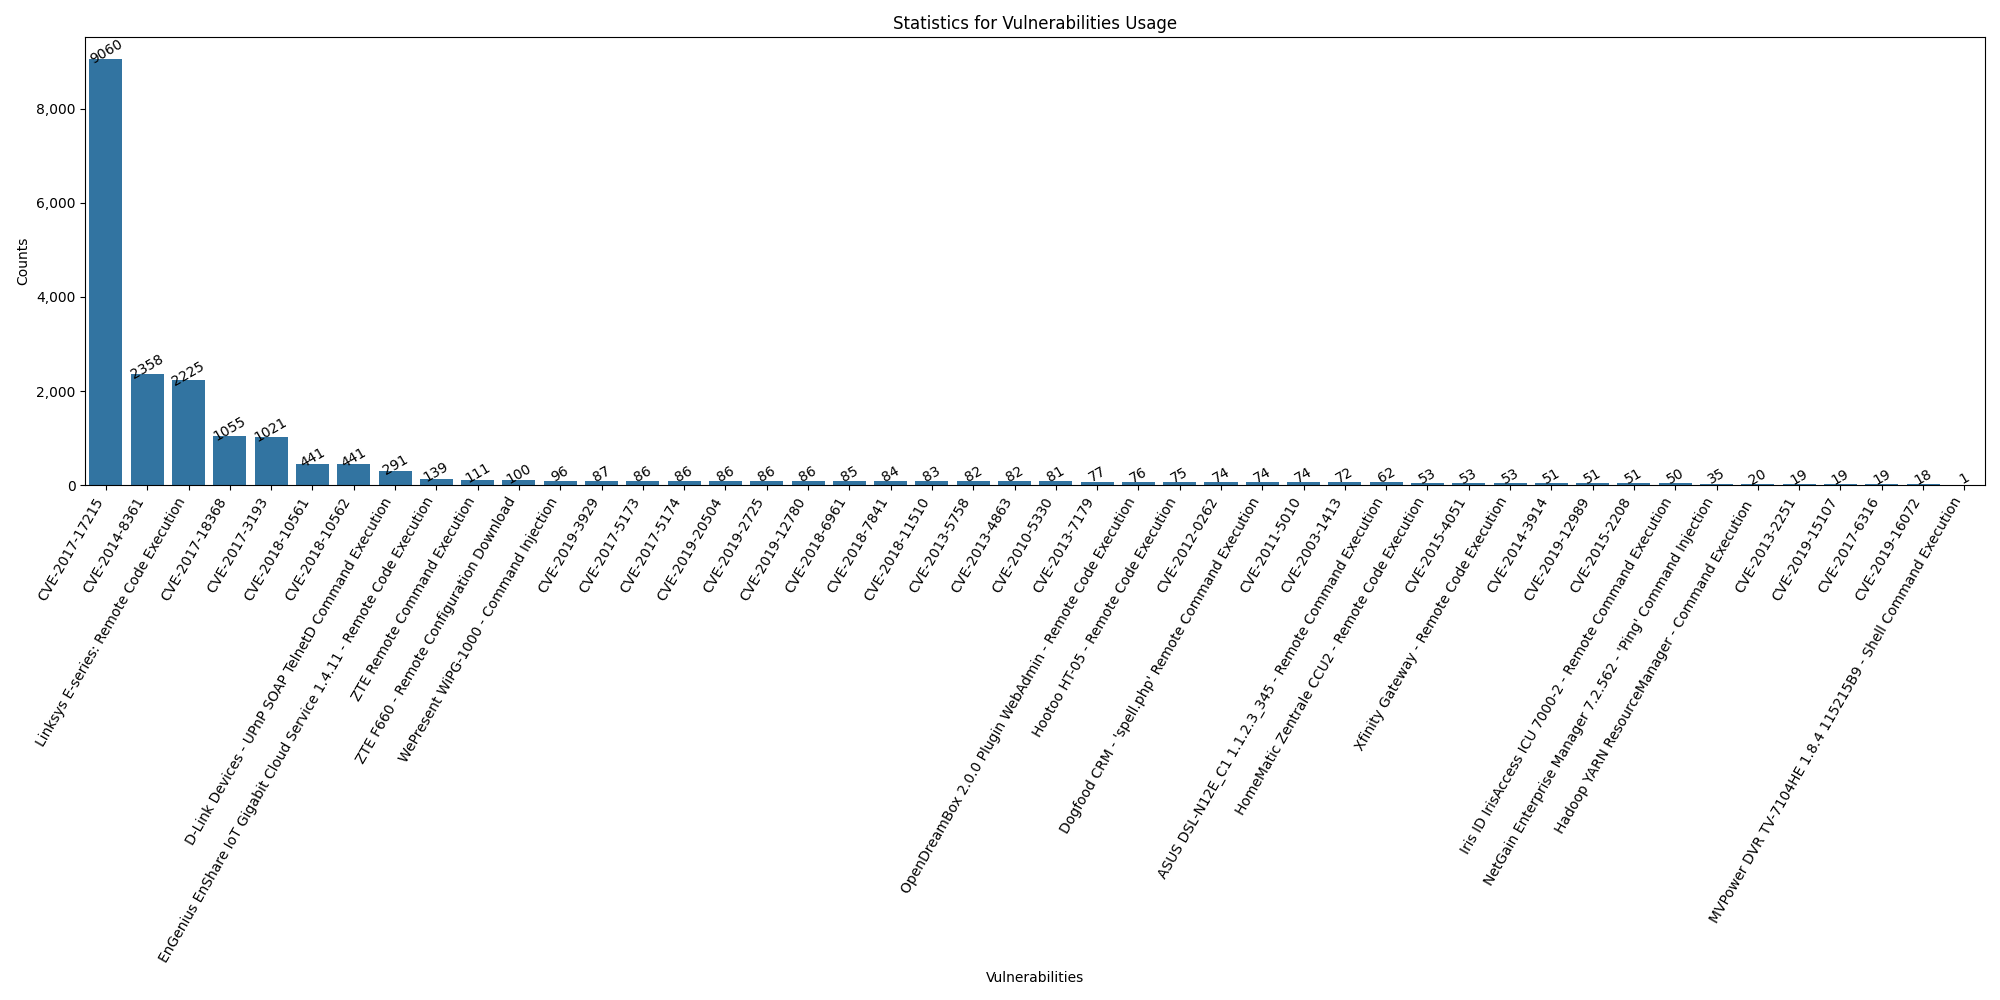 Statistics for Vulnerabilities Usage
Counts
8,000
6,000
4,000
2,000
0
9060
2358
2225
1055
1021
441
441
291
139
111
100
96
87
86
86
86
86
86
85
84
83
82
82
81
77
76
75
74
74
74
72
62
53
53
53
51
51
51
50
35
20
19
19
19
18
1
CVE-2017-17215
CVE-2014-8361
Linksys E-series: Remote Code Execution
CVE-2017-18368
CVE-2017-3193
CVE-2018-10561
CVE-2018-10562
D-Link Devices - UPnP SOAP TelnetD Command Execution
EnGenius EnShare IoT Gigabit Cloud Service 1.4.11 - Remote Code Execution
ZTE Remote Command Execution
ZTE F660 - Remote Configuration Download
WePresent WiPG-1000 - Command Injection
CVE-2019-3929
CVE-2017-5173
CVE-2017-5174
CVE-2019-20504
CVE-2019-2725
CVE-2019-12780
CVE-2018-6961
CVE-2018-7841
CVE-2018-11510
CVE-2013-5758
CVE-2013-4863
CVE-2010-5330
CVE-2013-7179
OpenDreamBox 2.0.0 Plugin WebAdmin - Remote Code Execution
Hootoo HT-05 - Remote Code Execution
CVE-2012-0262
Dogfood CRM - 'spell.php' Remote Command Execution
CVE-2011-5010
CVE-2003-1413
ASUS DSL-N12E_C1 1.1.2.3_345 - Remote Command Execution
HomeMatic Zentrale CCU2 - Remote Code Execution
CVE-2015-4051
Xfinity Gateway - Remote Code Execution
CVE-2014-3914
CVE-2019-12989
CVE-2015-2208
Iris ID IrisAccess ICU 7000-2 - Remote Command Execution
NetGain Enterprise Manager 7.2.562 - 'Ping' Command Injection
Hadoop YARN ResourceManager - Command Execution
CVE-2013-2251
CVE-2019-15107
CVE-2017-6316
CVE-2019-16072
MVPower DVR TV-7104HE 1.8.4 115215B9 - Shell Command Execution
Vulnerabilities